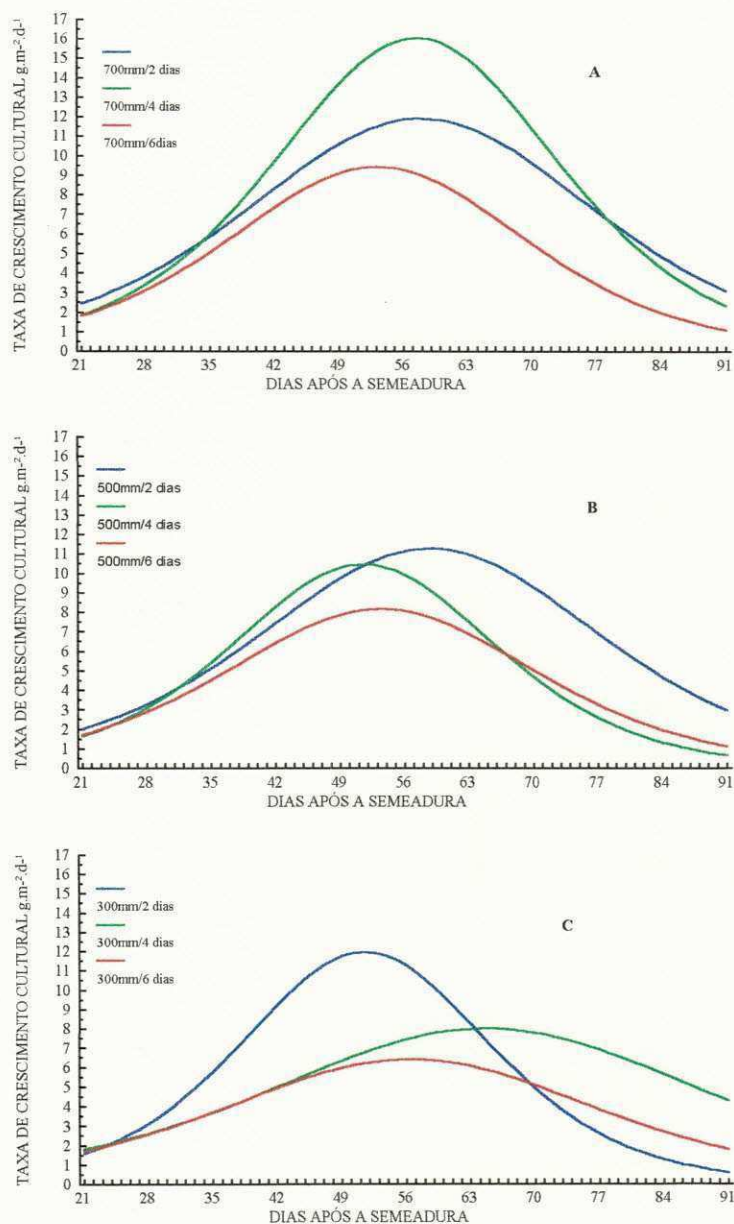 TAXA DE CRESCIMENTO CULTURAL g.m-².d-¹
17
16
15
14
13
12
11
10
9
8
7
6
5
4
3
2
1
0
700mm/2 dias
700mm/4 dias
700mm/6dias
A
21 28 35 42 49 56 63 70 77 84 91
DIAS APÓS A SEMEADURA
TAXA DE CRESCIMENTO CULTURAL g.m-².d-¹
17
16
15
14
13
12
11
10
9
8
7
6
5
4
3
2
1
0
500mm/2 dias
500mm/4 dias
500mm/6 dias
B
21 28 35 42 49 56 63 70 77 84 91
DIAS APÓS A SEMEADURA
TAXA DE CRESCIMENTO CULTURAL g.m-².d-¹
17
16
15
14
13
12
11
10
9
8
7
6
5
4
3
2
1
0
300mm/2 dias
300mm/4 dias
300mm/6 dias
C
21 28 35 42 49 56 63 70 77 84 91
DIAS APÓS A SEMEADURA